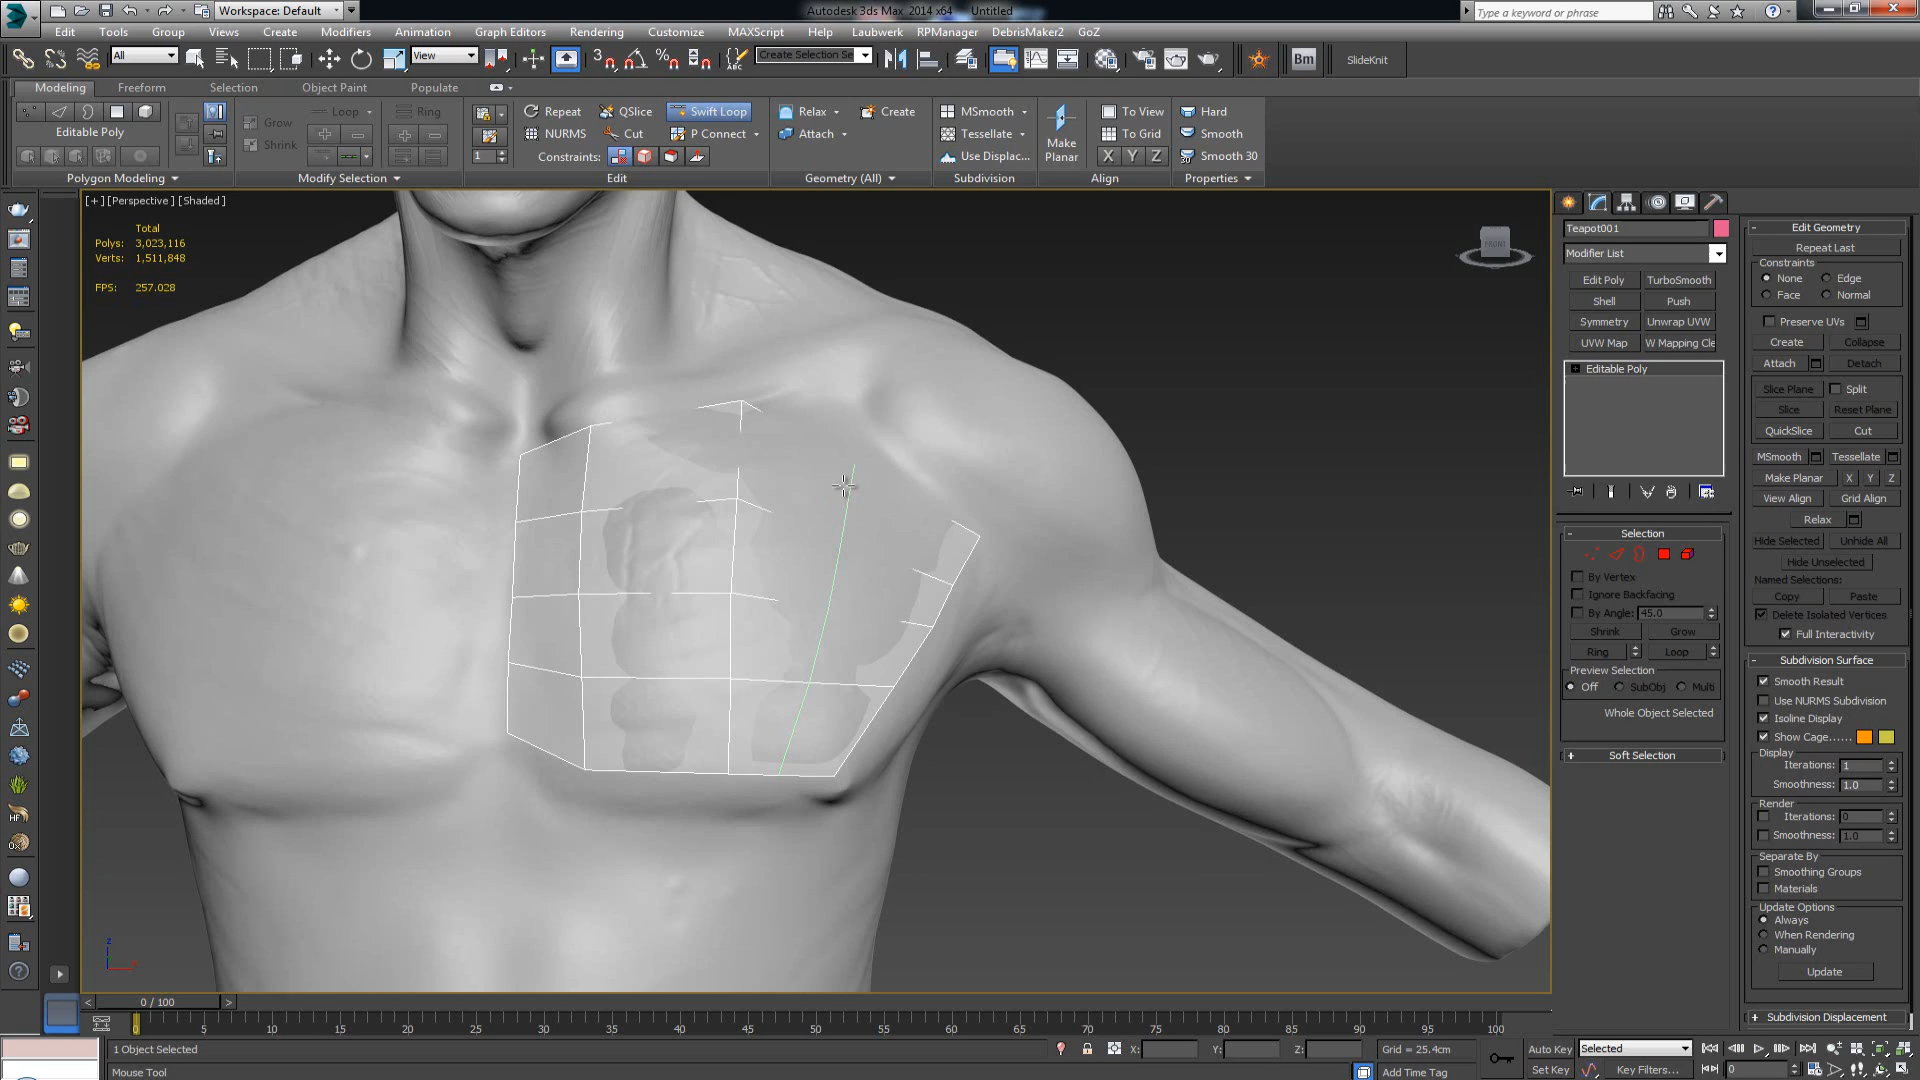 Workspace: Default
Autodesk 3ds Max 2014 x64 Untitled
Type a keyword or phrase
Edit Tools Group Views Create Modifiers Animation Graph Editors Rendering Customize MAXScript Help Laubwerk RPManager DebrisMaker2 GoZ
All View Create Selection Se Bm SlideKnit
Modeling Freeform Selection Object Paint Populate
Loop Ring Repeat QSlice Swift Loop Relax Create MSmooth To View Hard
Editable Poly Grow NURMS Cut P Connect Attach Tessellate To Grid Smooth
Shrink 1 Constraints: Use Displac... Make Planar X Y Z Smooth 30
Polygon Modeling Modify Selection Edit Geometry (All) Subdivision Align Properties
[+] [Perspective] [Shaded]
Total
Polys: 3,023,116
Verts: 1,511,848
FPS: 257.028
FRONT
Teapot001
Modifier List
Edit Poly TurboSmooth
Shell Push
Symmetry Unwrap UVW
UVW Map W Mapping Cle
Editable Poly
Selection
By Vertex
Ignore Backfacing
By Angle: 45.0
Shrink Grow
Ring Loop
Preview Selection
Off SubObj Multi
Whole Object Selected
Soft Selection
Edit Geometry
Repeat Last
Constraints
None Edge
Face Normal
Preserve UVs
Create Collapse
Attach Detach
Slice Plane Split
Slice Reset Plane
QuickSlice Cut
MSmooth Tessellate
Make Planar X Y Z
View Align Grid Align
Relax
Hide Selected Unhide All
Hide Unselected
Named Selections:
Copy Paste
Delete Isolated Vertices
Full Interactivity
Subdivision Surface
Smooth Result
Use NURMS Subdivision
Isoline Display
Show Cage......
Display
Iterations: 1
Smoothness: 1.0
Render
Iterations: 0
Smoothness: 1.0
Separate By
Smoothing Groups
Materials
Update Options
Always
When Rendering
Manually
Update
Subdivision Displacement
z
0 / 100
0 5 10 15 20 25 30 35 40 45 50 55 60 65 70 75 80 85 90 95 100
1 Object Selected X: Y: Z: Grid = 25.4cm Auto Key Selected
Mouse Tool Add Time Tag Set Key Key Filters... 0